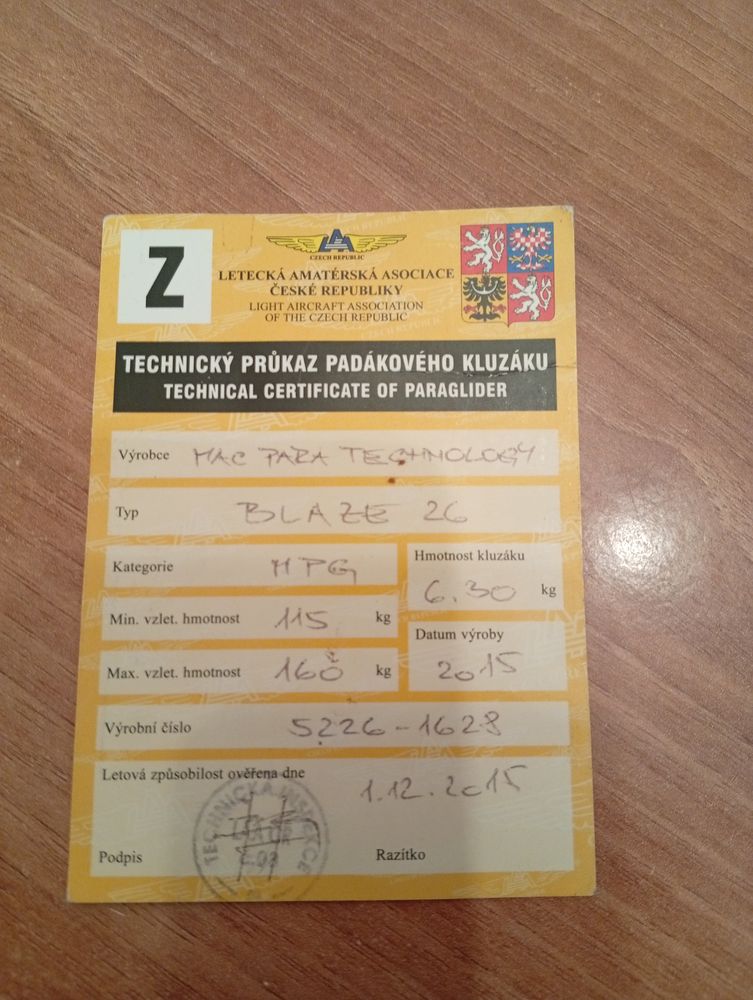 Z
CZECH REPUBLIC
LETECKÁ AMATÉRSKÁ ASOCIACE
ČESKÉ REPUBLIKY
LIGHT AIRCRAFT ASSOCIATION
OF THE CZECH REPUBLIC
TECHNICKÝ PRŮKAZ PADÁKOVÉHO KLUZÁKU
TECHNICAL CERTIFICATE OF PARAGLIDER
Výrobce MAC PARA TECHNOLOGY
Typ BLAZE 26
Kategorie MPG
Hmotnost kluzáku
6.30 kg
Min. vzlet. hmotnost 115 kg
Datum výroby
2015
Max. vzlet. hmotnost 160 kg
Výrobní číslo 5226-1628
Letová způsobilost ověřena dne 1.12.2015
TECHNICKÁ INSPEKCE
Podpis Razítko